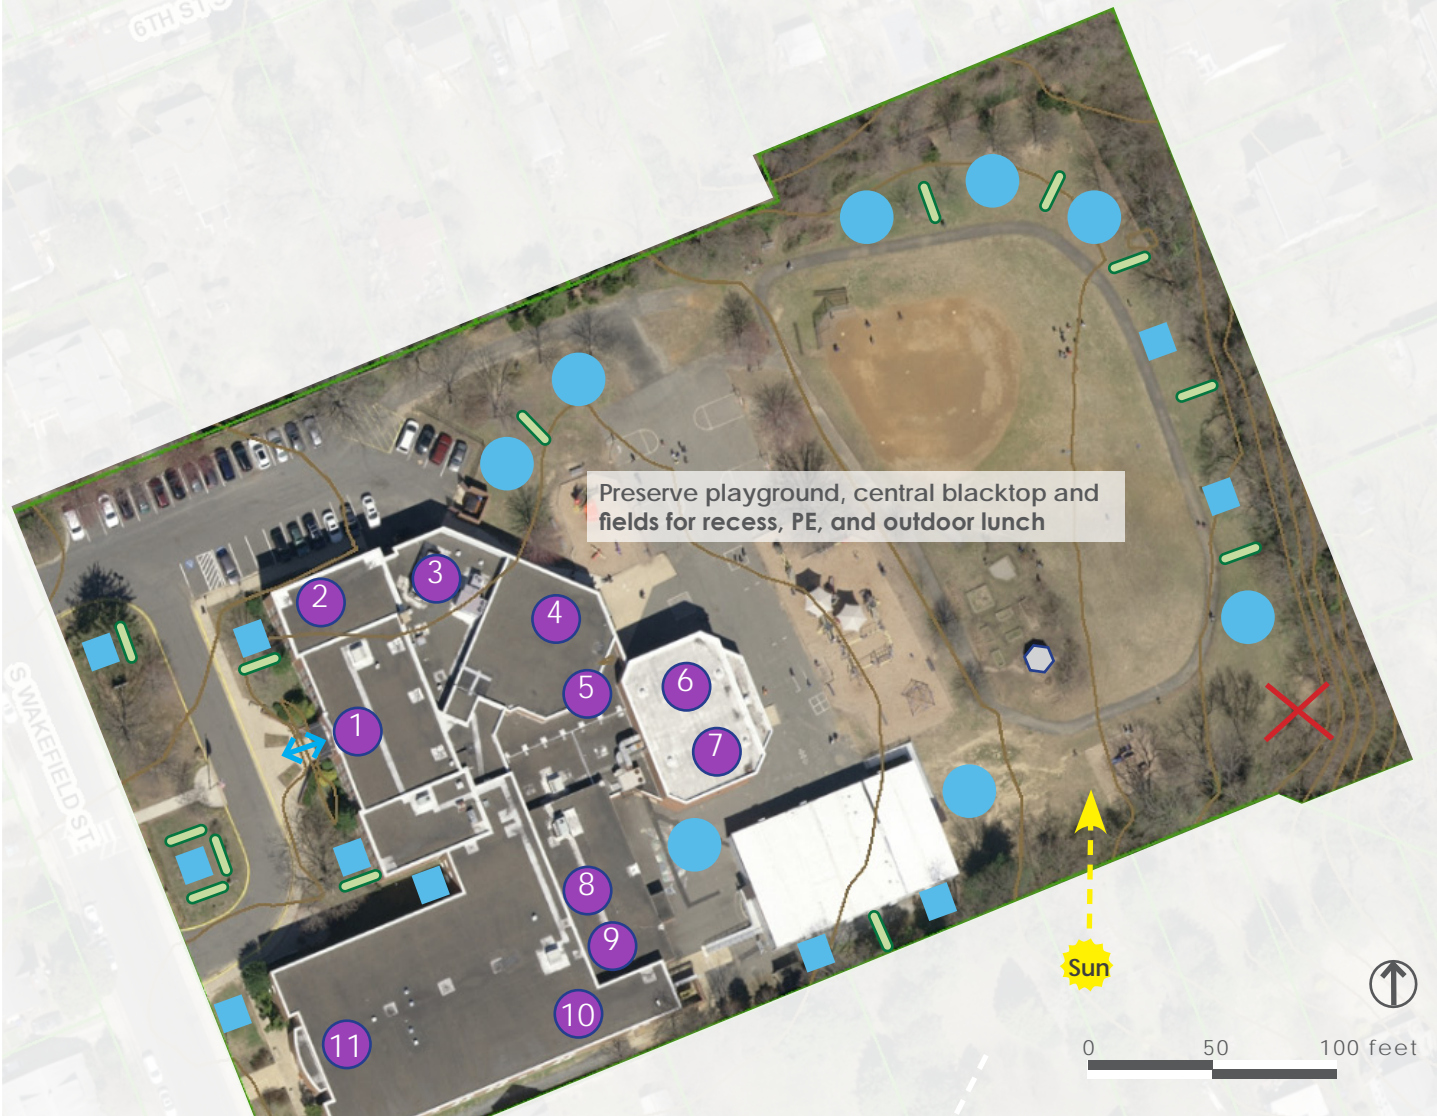 6TH ST S
Preserve playground, central blacktop and
fields for recess, PE, and outdoor lunch
3
2
4
5
6
1
7
S WAKEFIELD ST.
8
9
Sun
10
11
0 50 100 feet